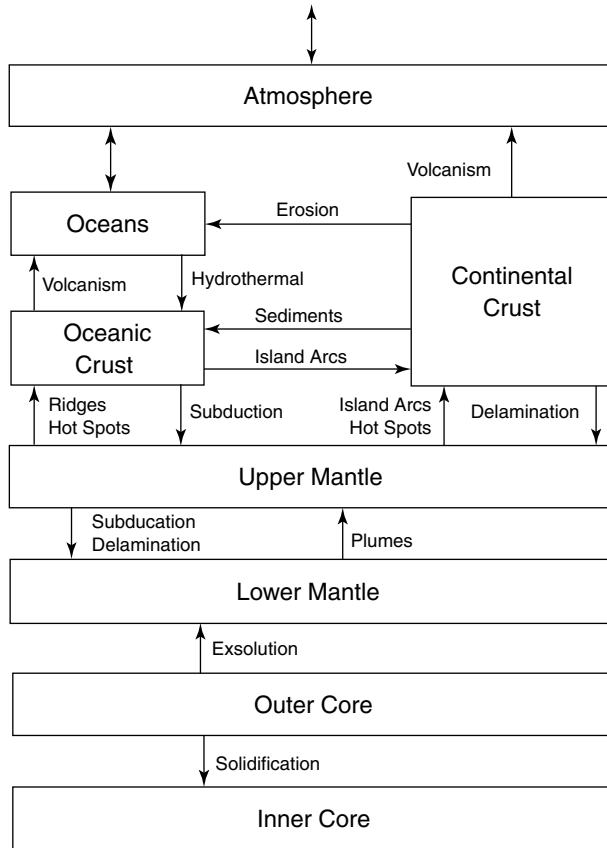 Atmosphere
Volcanism
Erosion
Oceans
Continental
Crust
Volcanism
Hydrothermal
Sediments
Oceanic
Crust
Island Arcs
Ridges
Hot Spots
Subduction
Island Arcs
Hot Spots
Delamination
Upper Mantle
Subducation
Delamination
Plumes
Lower Mantle
Exsolution
Outer Core
Solidification
Inner Core